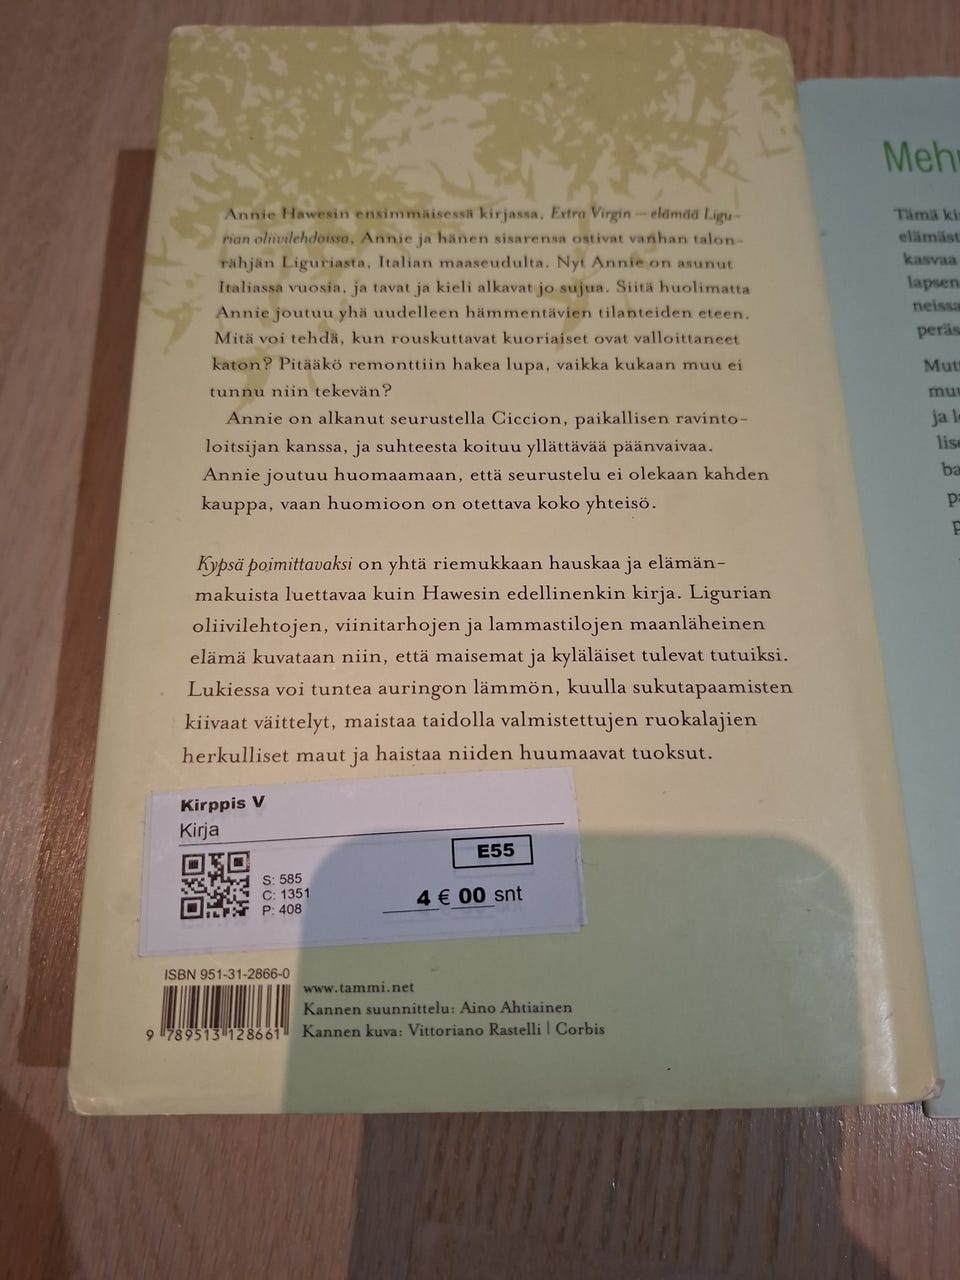 Annie Hawesin ensimmäisessä kirjassa, Extra Virgin – elämää Ligu-
rian oliivilehdoissa, Annie ja hänen sisarensa ostivat vanhan talon-
rähjän Liguriasta, Italian maaseudulta. Nyt Annie on asunut
Italiassa vuosia, ja tavat ja kieli alkavat jo sujua. Siitä huolimatta
Annie joutuu yhä uudelleen hämmentävien tilanteiden eteen.
Mitä voi tehdä, kun rouskuttavat kuoriaiset ovat valloittaneet
katon? Pitääkö remonttiin hakea lupa, vaikka kukaan muu ei
tunnu niin tekevän?
Annie on alkanut seurustella Ciccion, paikallisen ravinto-
loitsijan kanssa, ja suhteesta koituu yllättävää päänvaivaa.
Annie joutuu huomaamaan, että seurustelu ei olekaan kahden
kauppa, vaan huomioon on otettava koko yhteisö.
Kypsä poimittavaksi on yhtä riemukkaan hauskaa ja elämän-
makuista luettavaa kuin Hawesin edellinenkin kirja. Ligurian
oliivilehtojen, viinitarhojen ja lammastilojen maanläheinen
elämä kuvataan niin, että maisemat ja kyläläiset tulevat tutuiksi.
Lukiessa voi tuntea auringon lämmön, kuulla sukutapaamisten
kiivaat väittelyt, maistaa taidolla valmistettujen ruokalajien
herkulliset maut ja haistaa niiden huumaavat tuoksut.
Kirppis V
Kirja
E55
S: 585
C: 1351
P: 408
4 € 00 snt
ISBN 951-31-2866-0
9 789513 128661
www.tammi.net
Kannen suunnittelu: Aino Ahtiainen
Kannen kuva: Vittoriano Rastelli | Corbis
Meh
Tämä ki
elämäst
kasvaa
lapsen
neissa
peräs
Mutt
muu
ja l
lis
ba
p